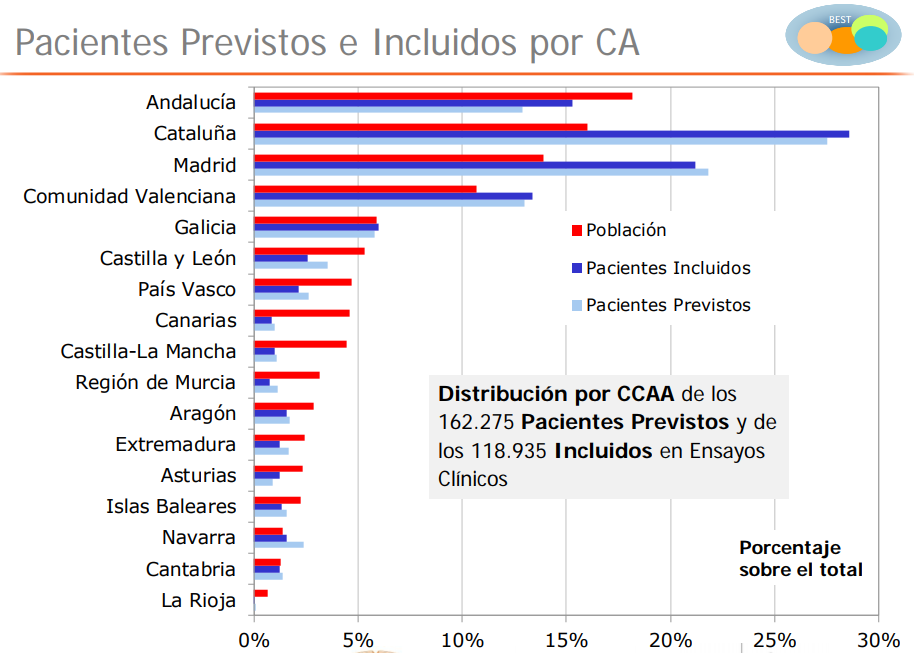 Pacientes Previstos e Incluidos por CA
BEST
Andalucía
Cataluña
Madrid
Comunidad Valenciana
Galicia
Castilla y León
País Vasco
Canarias
Castilla-La Mancha
Región de Murcia
Aragón
Extremadura
Asturias
Islas Baleares
Navarra
Cantabria
La Rioja
Población
Pacientes Incluidos
Pacientes Previstos
Distribución por CCAA de los
162.275 Pacientes Previstos y de
los 118.935 Incluidos en Ensayos
Clínicos
Porcentaje
sobre el total
0% 5% 10% 15% 20% 25% 30%